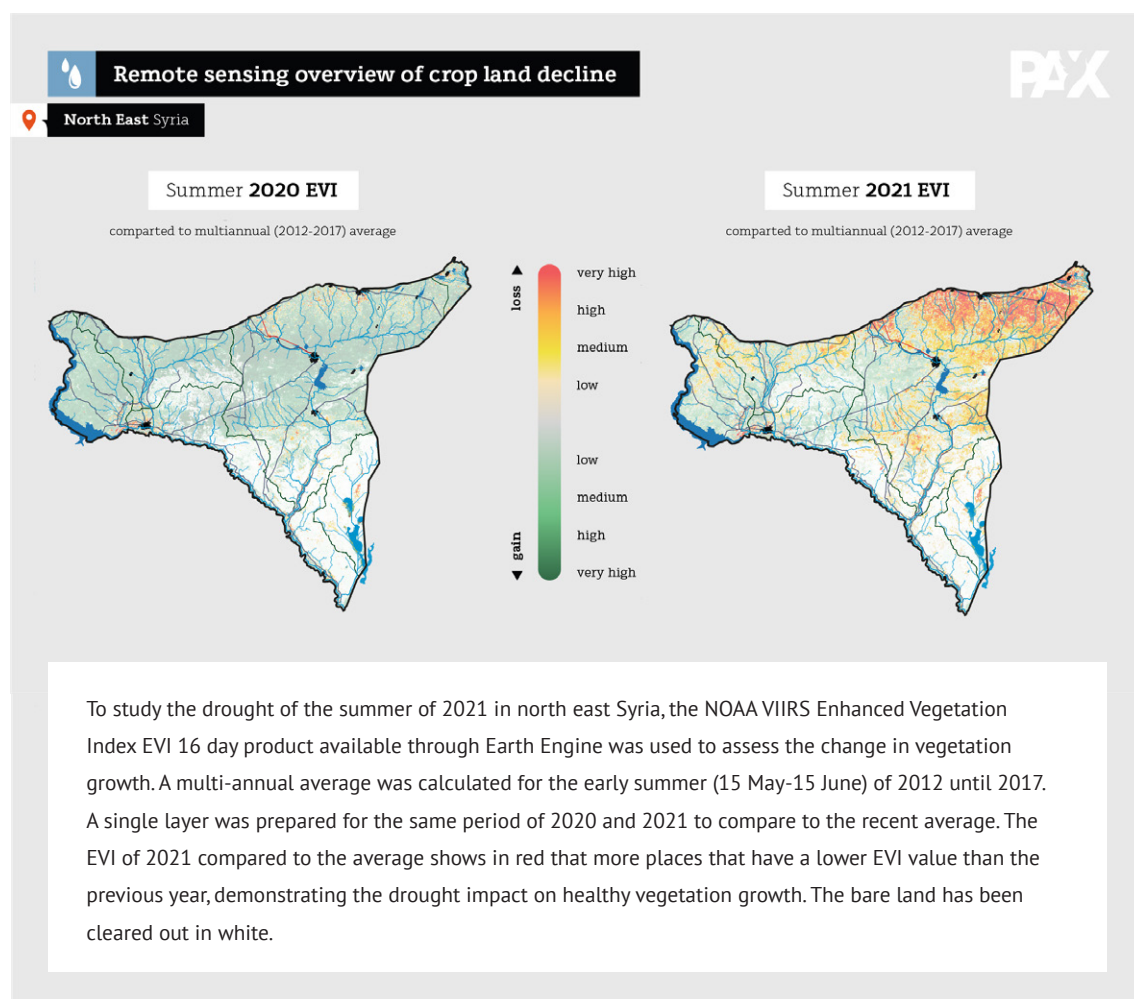 Remote sensing overview of crop land decline
PAX
North East Syria
Summer 2020 EVI
Summer 2021 EVI
comparted to multiannual (2012-2017) average
comparted to multiannual (2012-2017) average
loss
very high
high
medium
low
low
medium
high
very high
gain
To study the drought of the summer of 2021 in north east Syria, the NOAA VIIRS Enhanced Vegetation
Index EVI 16 day product available through Earth Engine was used to assess the change in vegetation
growth. A multi-annual average was calculated for the early summer (15 May-15 June) of 2012 until 2017.
A single layer was prepared for the same period of 2020 and 2021 to compare to the recent average. The
EVI of 2021 compared to the average shows in red that more places that have a lower EVI value than the
previous year, demonstrating the drought impact on healthy vegetation growth. The bare land has been
cleared out in white.